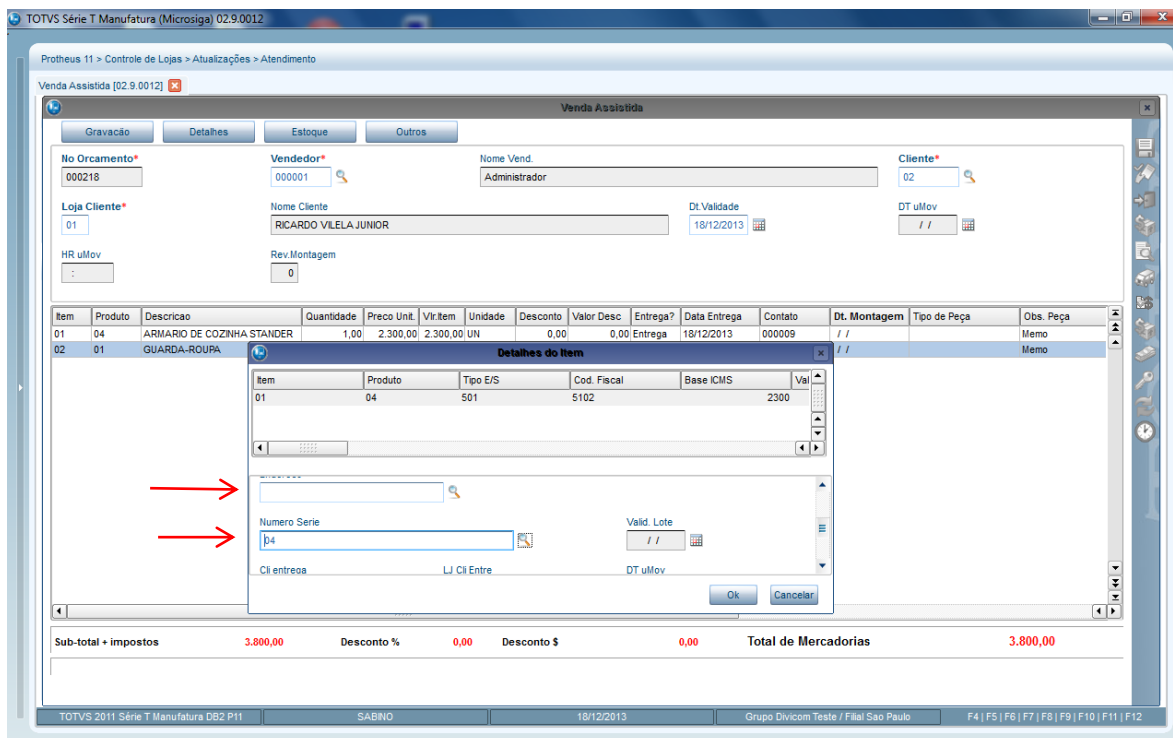 TOTVS Série T Manufatura (Microsiga) 02.9.0012
Protheus 11 > Controle de Lojas > Atualizações > Atendimento
Venda Assistida [02.9.0012]
Venda Assistida
Gravacão Detalhes Estoque Outros
No Orcamento* Vendedor* Nome Vend. Cliente*
000218 000001 Administrador 02
Loja Cliente* Nome Cliente Dt.Validade DT uMov
01 RICARDO VILELA JUNIOR 18/12/2013 / /
HR uMov Rev.Montagem
: 0
Item Produto Descricao Quantidade Preco Unit. Vlr.Item Unidade Desconto Valor Desc Entrega? Data Entrega Contato Dt. Montagem Tipo de Peça Obs. Peça
01 04 ARMARIO DE COZINHA STANDER 1,00 2.300,00 2.300,00 UN 0,00 0,00 Entrega 18/12/2013 000009 / / Memo
02 01 GUARDA-ROUPA / / Memo
Detalhes do Item
Item Produto Tipo E/S Cod. Fiscal Base ICMS Val
01 04 501 5102 2300
Numero Serie Valid. Lote
04 / /
Cli entrega LJ Cli Entre DT uMov
Ok Cancelar
Sub-total + impostos 3.800,00 Desconto % 0,00 Desconto $ 0,00 Total de Mercadorias 3.800,00
TOTVS 2011 Série T Manufatura DB2 P11 SABINO 18/12/2013 Grupo Divicom Teste / Filial Sao Paulo F4 | F5 | F6 | F7 | F8 | F9 | F10 | F11 | F12